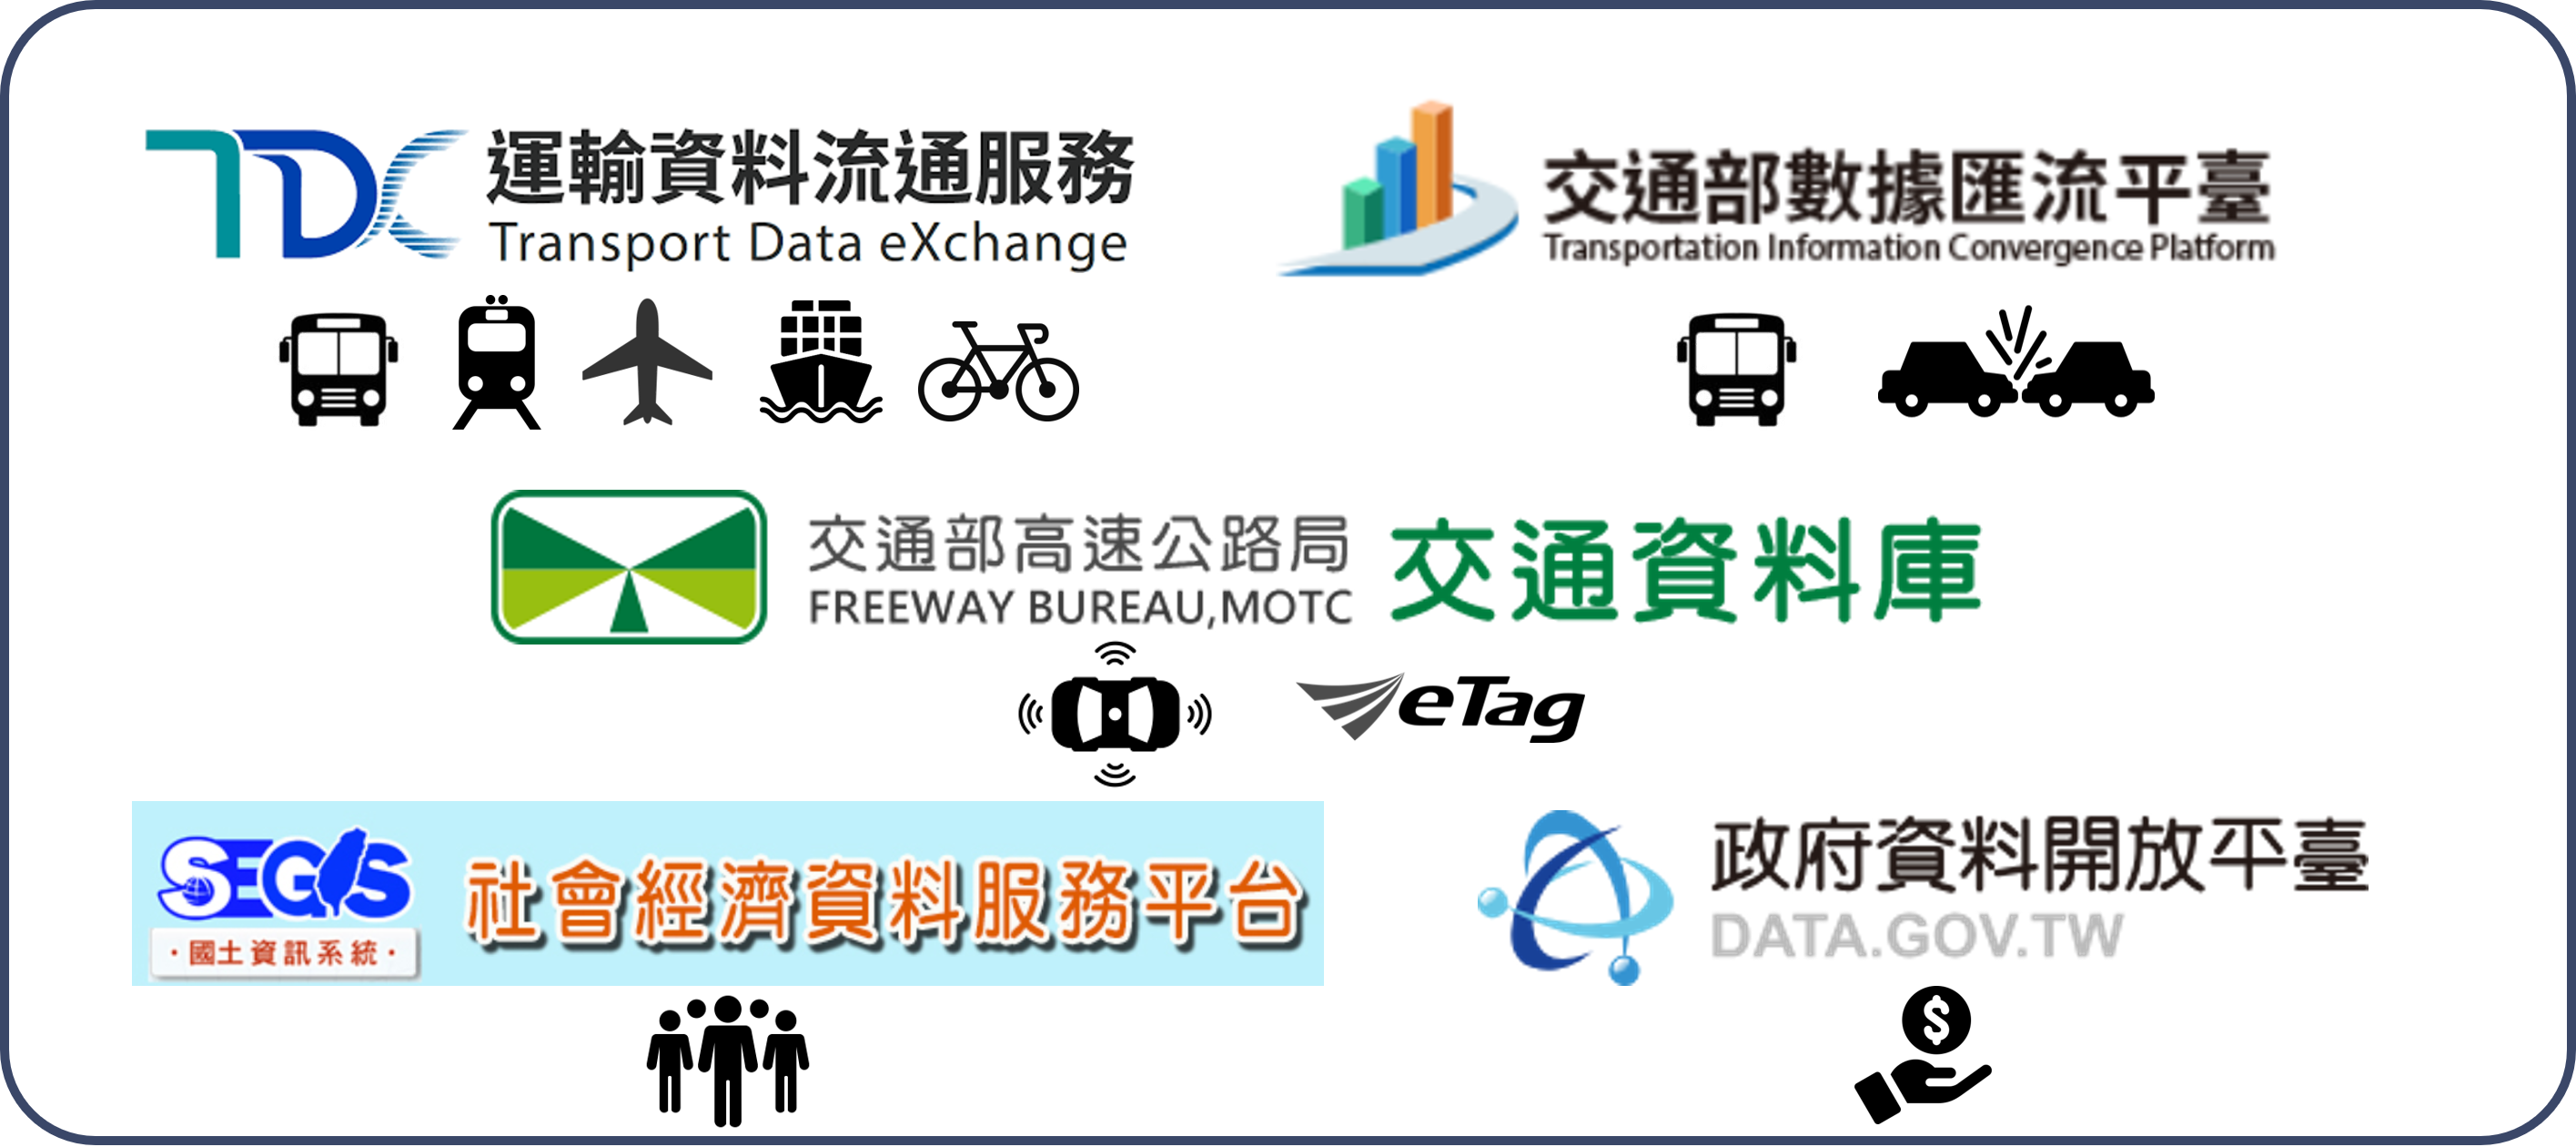 TDX 運輸資料流通服務
Transport Data eXchange
交通部數據匯流平臺
Transportation Information Convergence Platform
交通部高速公路局 交通資料庫
FREEWAY BUREAU,MOTC
eTag
SEGIS 社會經濟資料服務平台
·國土資訊系統·
政府資料開放平臺
DATA.GOV.TW
$